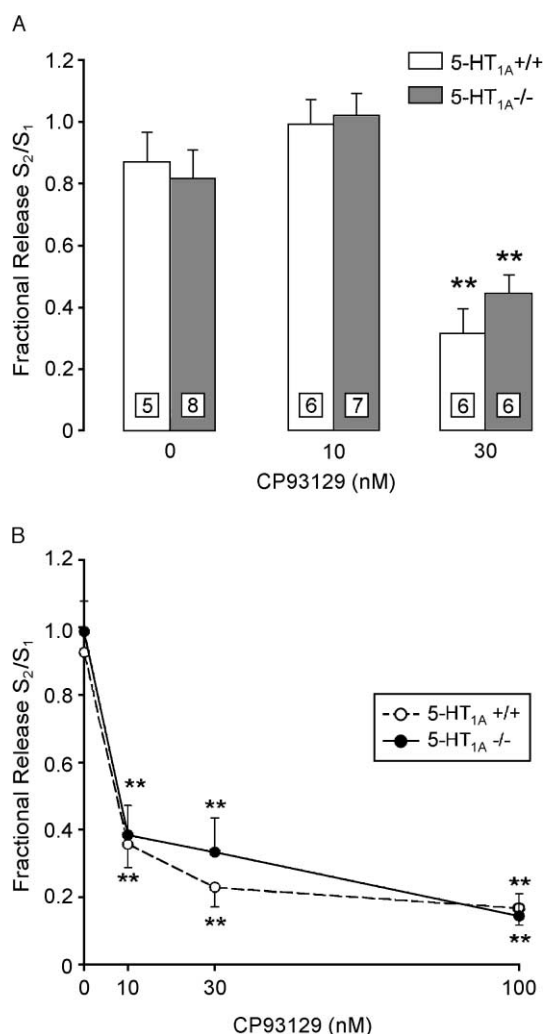 A
5-HT1A+/+
5-HT1A-/-
Fractional Release S2/S1
1.2
1.0
0.8
0.6
0.4
0.2
0
** **
5 8 6 7 6 6
0 10 30
CP93129 (nM)
B
Fractional Release S2/S1
1.2
1.0
0.8
0.6
0.4
0.2
0
5-HT1A +/+
5-HT1A -/-
** **
** **
** **
0 10 30 100
CP93129 (nM)